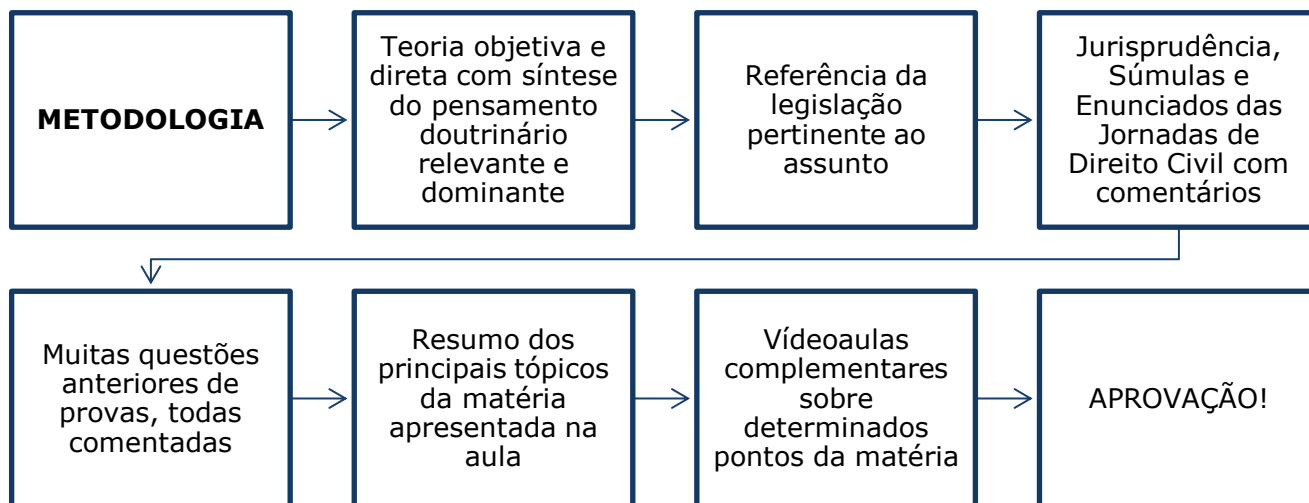 METODOLOGIA
Teoria objetiva e
direta com síntese
do pensamento
doutrinário
relevante e
dominante
Referência da
legislação
pertinente ao
assunto
Jurisprudência,
Súmulas e
Enunciados das
Jornadas de
Direito Civil com
comentários
Muitas questões
anteriores de
provas, todas
comentadas
Resumo dos
principais tópicos
da matéria
apresentada na
aula
Vídeoaulas
complementares
sobre
determinados
pontos da matéria
APROVAÇÃO!